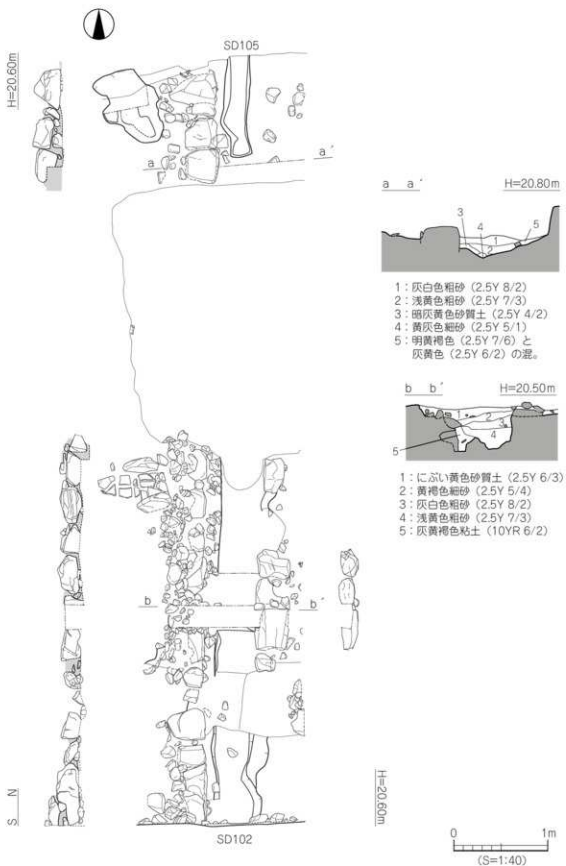 SD105
H=20.60m
a a´
a a´ H=20.80m
3 4 5
1
2
1：灰白色粗砂（2.5Y 8/2）
2：浅黄色粗砂（2.5Y 7/3）
3：暗灰黄色砂質土（2.5Y 4/2）
4：黄灰色細砂（2.5Y 5/1）
5：明黄褐色（2.5Y 7/6）と
灰黄色（2.5Y 6/2）の混。
b b´ H=20.50m
1 2 3
4
5
1：にぶい黄色砂質土（2.5Y 6/3）
2：黄褐色細砂（2.5Y 5/4）
3：灰白色粗砂（2.5Y 8/2）
4：浅黄色粗砂（2.5Y 7/3）
5：灰黄褐色粘土（10YR 6/2）
b b´
S N
H=20.60m
SD102
0 1m
(S=1:40)